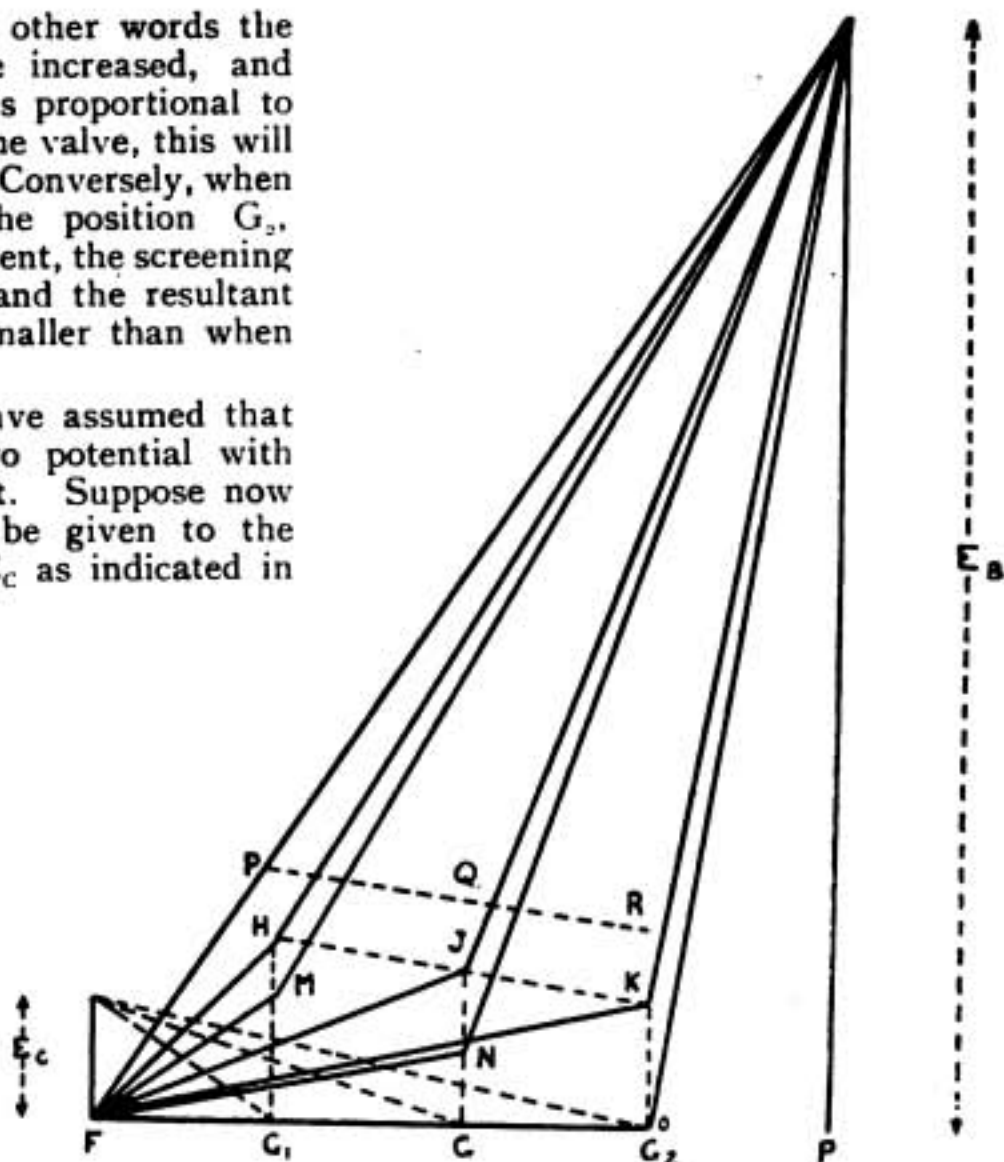 other words the
e increased, and
s proportional to
ne valve, this will
Conversely, when
he position G₂,
ent, the screening
and the resultant
maller than when
ave assumed that
o potential with
t. Suppose now
be given to the
C as indicated in
E B
P
Q
R
H
J
K
M
N
E C
F
G₁
G
G₂
o
P